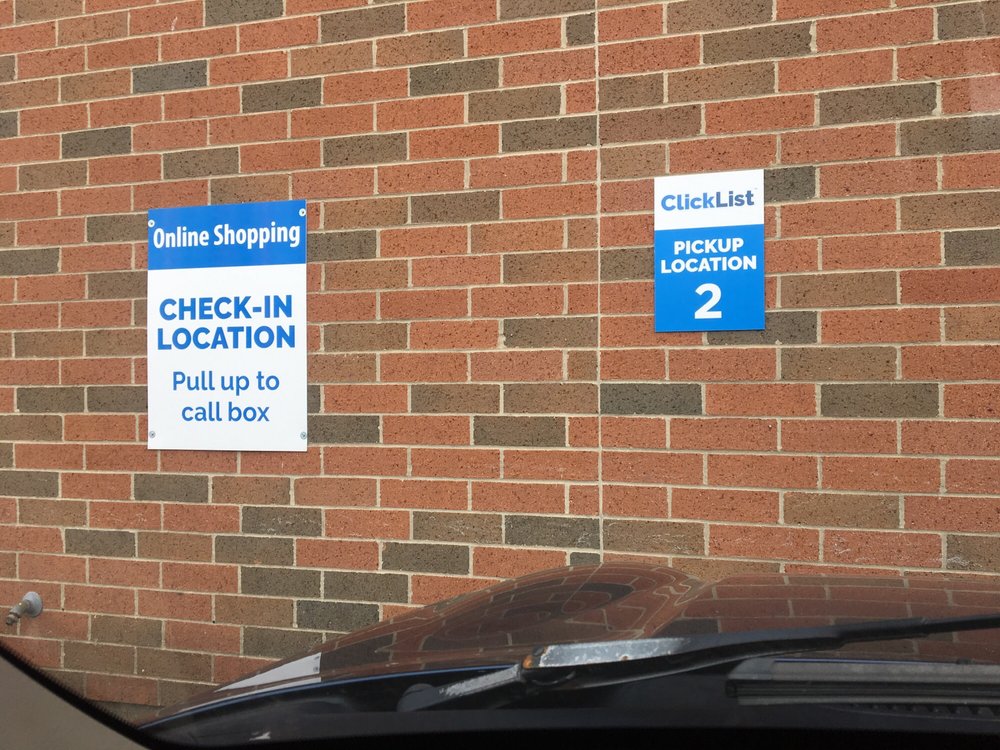 Online Shopping
CHECK-IN
LOCATION
Pull up to
call box
ClickList
PICKUP
LOCATION
2